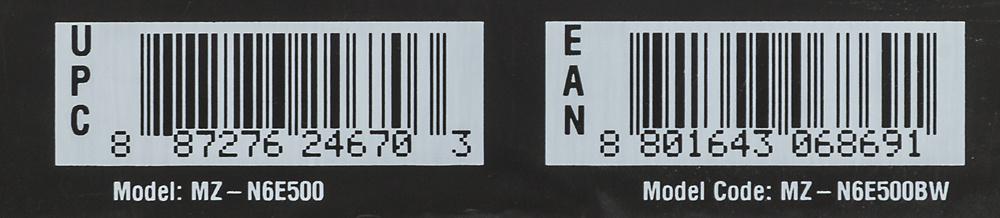 UPC
8 87276 24670 3
Model: MZ-N6E500
EAN
8 801643 068691
Model Code: MZ-N6E500BW